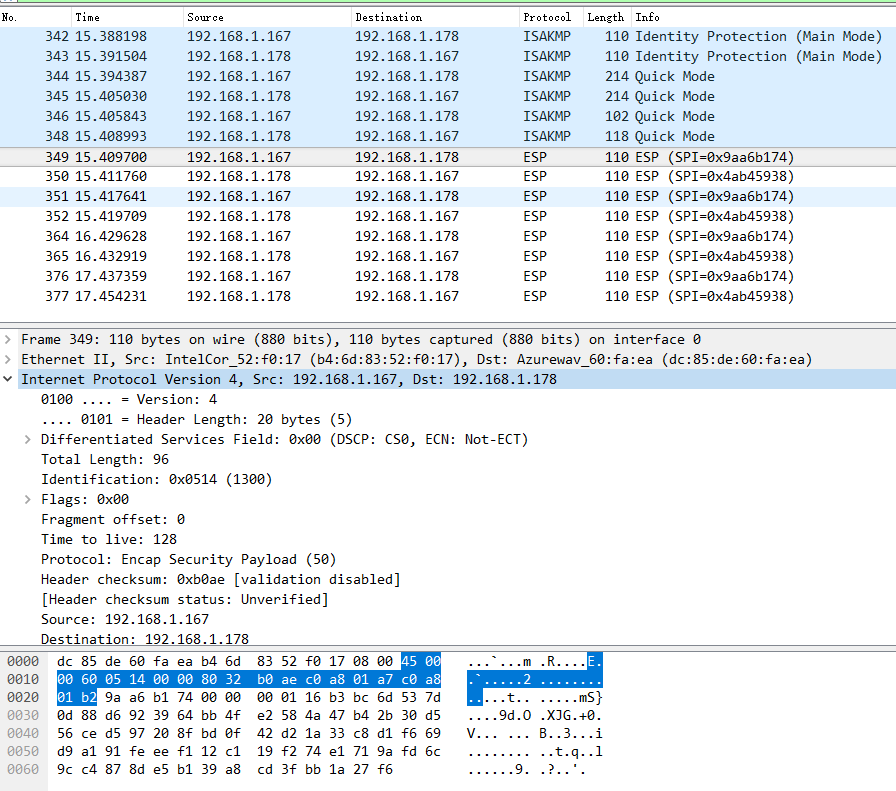 No. Time Source Destination Protocol Length Info
342 15.388198 192.168.1.167 192.168.1.178 ISAKMP 110 Identity Protection (Main Mode)
343 15.391504 192.168.1.178 192.168.1.167 ISAKMP 110 Identity Protection (Main Mode)
344 15.394387 192.168.1.167 192.168.1.178 ISAKMP 214 Quick Mode
345 15.405030 192.168.1.178 192.168.1.167 ISAKMP 214 Quick Mode
346 15.405843 192.168.1.167 192.168.1.178 ISAKMP 102 Quick Mode
348 15.408993 192.168.1.178 192.168.1.167 ISAKMP 118 Quick Mode
349 15.409700 192.168.1.167 192.168.1.178 ESP 110 ESP (SPI=0x9aa6b174)
350 15.411760 192.168.1.178 192.168.1.167 ESP 110 ESP (SPI=0x4ab45938)
351 15.417641 192.168.1.167 192.168.1.178 ESP 110 ESP (SPI=0x9aa6b174)
352 15.419709 192.168.1.178 192.168.1.167 ESP 110 ESP (SPI=0x4ab45938)
364 16.429628 192.168.1.167 192.168.1.178 ESP 110 ESP (SPI=0x9aa6b174)
365 16.432919 192.168.1.178 192.168.1.167 ESP 110 ESP (SPI=0x4ab45938)
376 17.437359 192.168.1.167 192.168.1.178 ESP 110 ESP (SPI=0x9aa6b174)
377 17.454231 192.168.1.178 192.168.1.167 ESP 110 ESP (SPI=0x4ab45938)
Frame 349: 110 bytes on wire (880 bits), 110 bytes captured (880 bits) on interface 0
Ethernet II, Src: IntelCor_52:f0:17 (b4:6d:83:52:f0:17), Dst: Azurewav_60:fa:ea (dc:85:de:60:fa:ea)
Internet Protocol Version 4, Src: 192.168.1.167, Dst: 192.168.1.178
0100 .... = Version: 4
.... 0101 = Header Length: 20 bytes (5)
Differentiated Services Field: 0x00 (DSCP: CS0, ECN: Not-ECT)
Total Length: 96
Identification: 0x0514 (1300)
Flags: 0x00
Fragment offset: 0
Time to live: 128
Protocol: Encap Security Payload (50)
Header checksum: 0xb0ae [validation disabled]
[Header checksum status: Unverified]
Source: 192.168.1.167
Destination: 192.168.1.178
0000 dc 85 de 60 fa ea b4 6d 83 52 f0 17 08 00 45 00 ...`...m .R....E.
0010 00 60 05 14 00 00 80 32 b0 ae c0 a8 01 a7 c0 a8 .`.....2 ........
0020 01 b2 9a a6 b1 74 00 00 00 01 16 b3 bc 6d 53 7d .....t.. .....mS}
0030 0d 88 d6 92 39 64 bb 4f e2 58 4a 47 b4 2b 30 d5 ....9d.O .XJG.+0.
0040 56 ce d5 97 20 8f bd 0f 42 d2 1a 33 c8 d1 f6 69 V... ... B..3...i
0050 d9 a1 91 fe ee f1 12 c1 19 f2 74 e1 71 9a fd 6c ........ ..t.q..l
0060 9c c4 87 8d e5 b1 39 a8 cd 3f bb 1a 27 f6 ......9. .?..'.